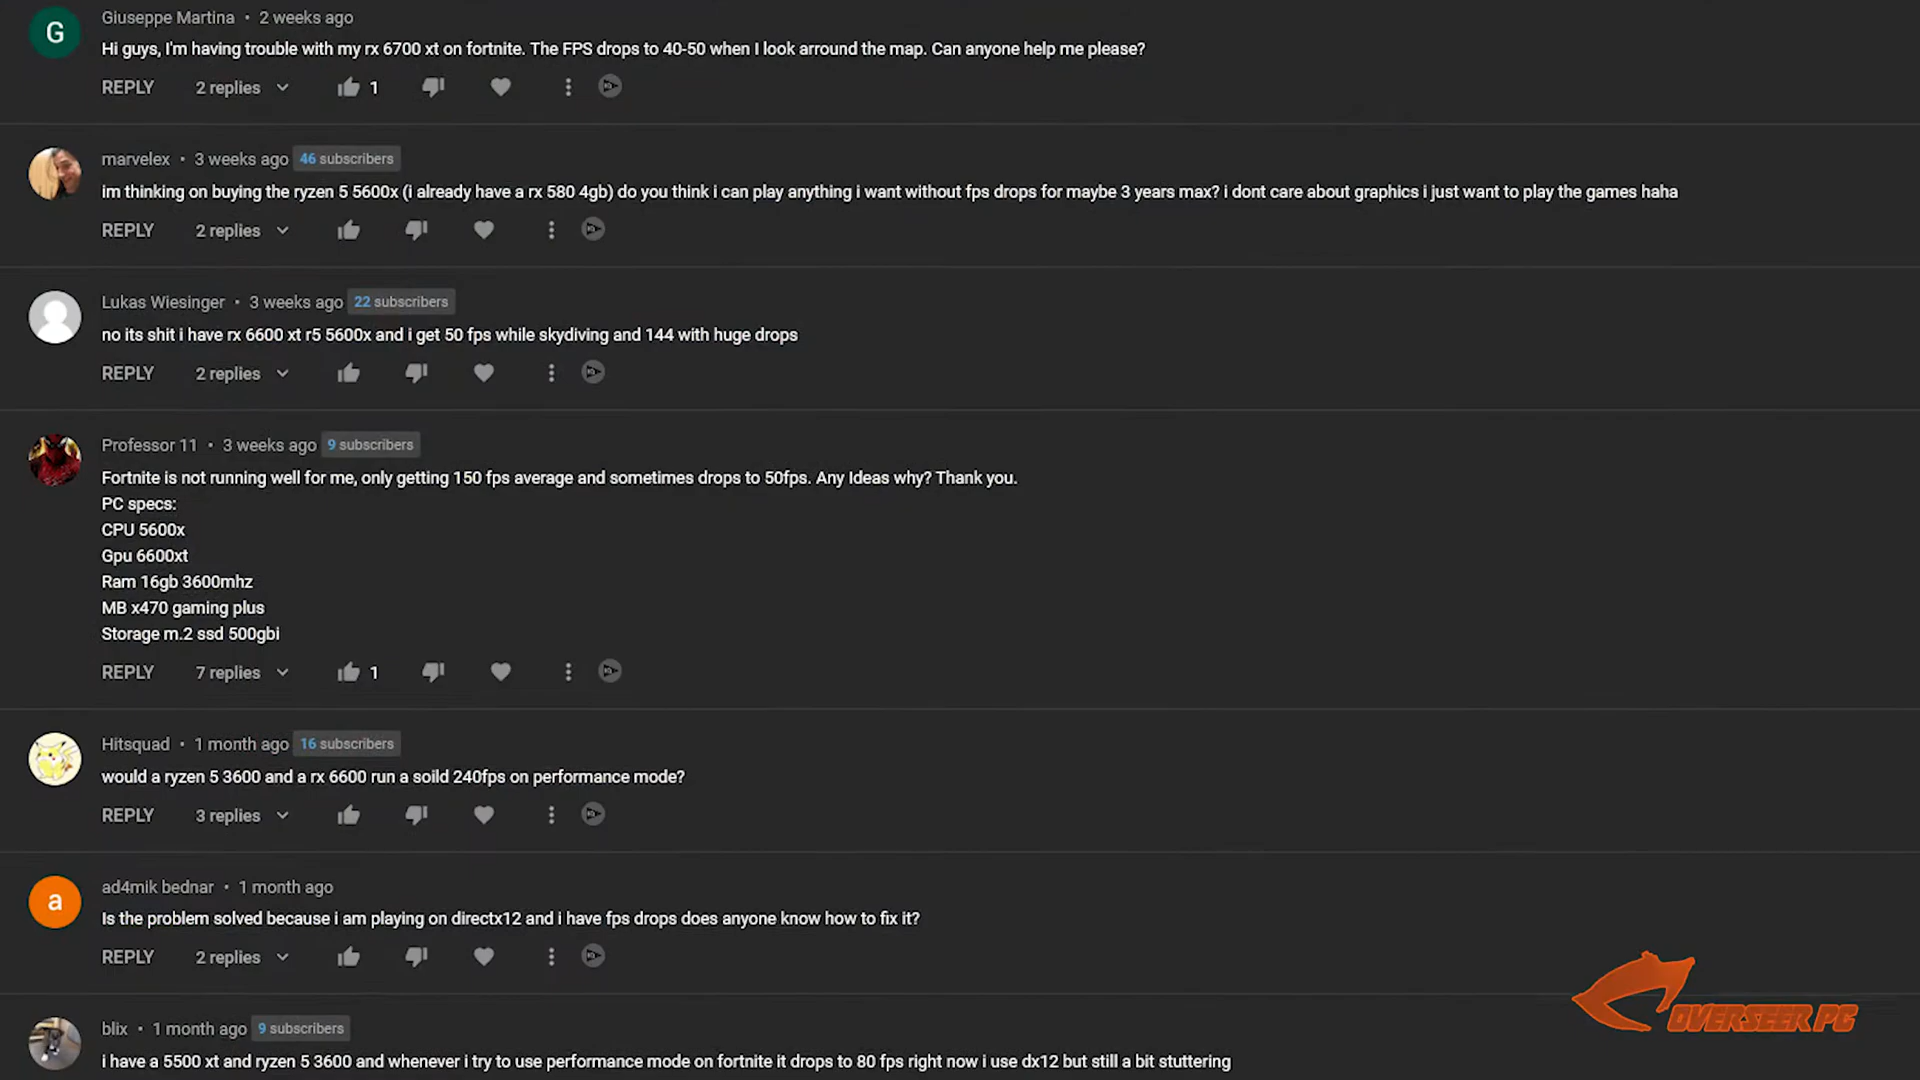 G
Giuseppe Martina • 2 weeks ago
Hi guys, I'm having trouble with my rx 6700 xt on fortnite. The FPS drops to 40-50 when I look arround the map. Can anyone help me please?
REPLY 2 replies 1
marvelex • 3 weeks ago 46 subscribers
im thinking on buying the ryzen 5 5600x (i already have a rx 580 4gb) do you think i can play anything i want without fps drops for maybe 3 years max? i dont care about graphics i just want to play the games haha
REPLY 2 replies
Lukas Wiesinger • 3 weeks ago 22 subscribers
no its shit i have rx 6600 xt r5 5600x and i get 50 fps while skydiving and 144 with huge drops
REPLY 2 replies
Professor 11 • 3 weeks ago 9 subscribers
Fortnite is not running well for me, only getting 150 fps average and sometimes drops to 50fps. Any Ideas why? Thank you.
PC specs:
CPU 5600x
Gpu 6600xt
Ram 16gb 3600mhz
MB x470 gaming plus
Storage m.2 ssd 500gbi
REPLY 7 replies 1
Hitsquad • 1 month ago 16 subscribers
would a ryzen 5 3600 and a rx 6600 run a soild 240fps on performance mode?
REPLY 3 replies
a
ad4mik bednar • 1 month ago
Is the problem solved because i am playing on directx12 and i have fps drops does anyone know how to fix it?
REPLY 2 replies
OVERSEER PC
blix • 1 month ago 9 subscribers
i have a 5500 xt and ryzen 5 3600 and whenever i try to use performance mode on fortnite it drops to 80 fps right now i use dx12 but still a bit stuttering